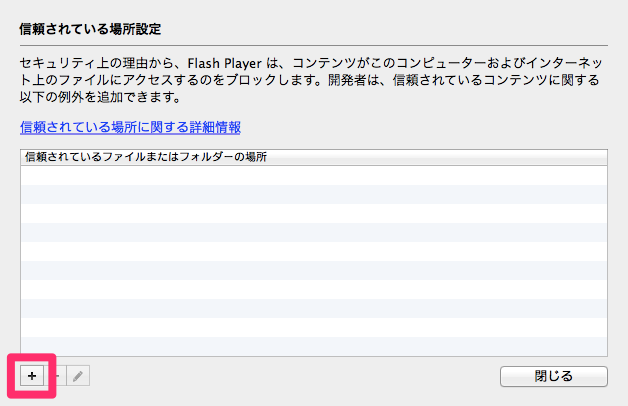 信頼されている場所設定
セキュリティ上の理由から、Flash Player は、コンテンツがこのコンピューターおよびインターネッ
ト上のファイルにアクセスするのをブロックします。開発者は、信頼されているコンテンツに関する
以下の例外を追加できます。
信頼されている場所に関する詳細情報
信頼されているファイルまたはフォルダーの場所
+ -
閉じる